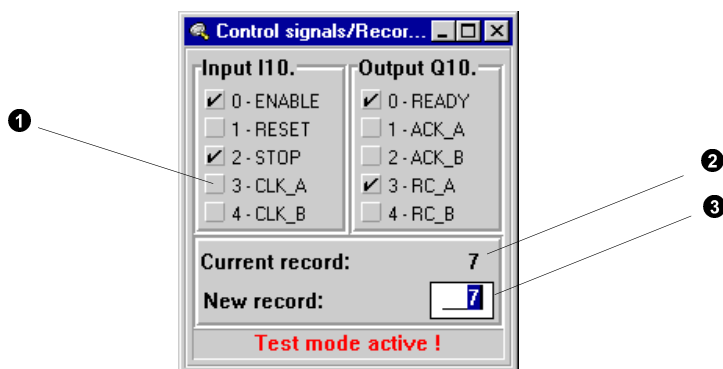 Control signals/Recor...
Input I10.
0 - ENABLE
1 - RESET
2 - STOP
3 - CLK_A
4 - CLK_B
Output Q10.
0 - READY
1 - ACK_A
2 - ACK_B
3 - RC_A
4 - RC_B
Current record: 7
New record: __7
Test mode active !
1
2
3